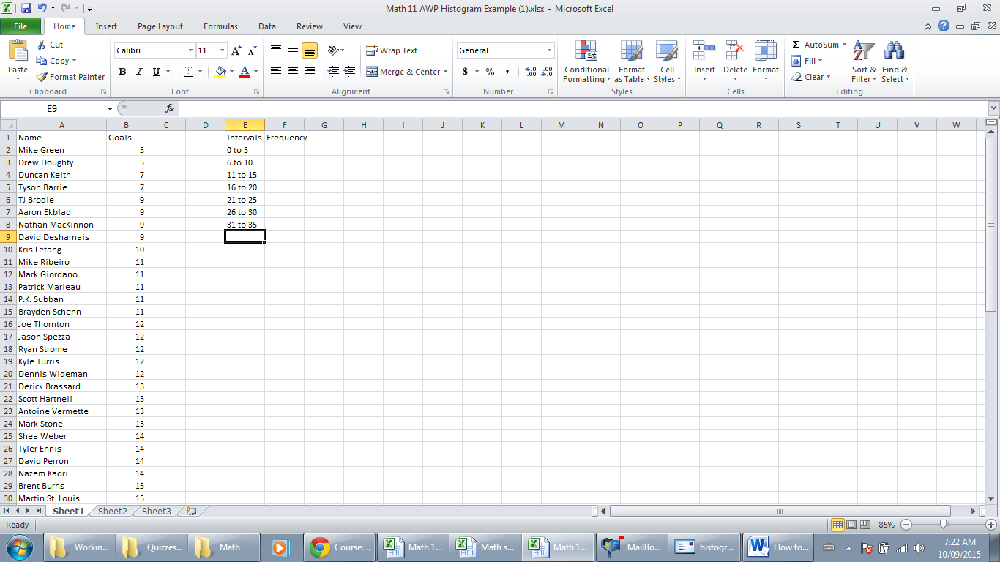 Math 11 AWP Histogram Example (1).xlsx - Microsoft Excel
File Home Insert Page Layout Formulas Data Review View
Paste Cut Copy Format Painter Clipboard
Calibri 11 B I U A Font
Wrap Text Merge & Center Alignment
General $ % , Number
Conditional Formatting Format as Table Cell Styles Styles
Insert Delete Format Cells
Σ AutoSum Fill Clear Sort & Filter Find & Select Editing
E9 fx
A B C D E F G H I J K L M N O P Q R S T U V W
1 Name Goals Intervals Frequency
2 Mike Green 5 0 to 5
3 Drew Doughty 5 6 to 10
4 Duncan Keith 7 11 to 15
5 Tyson Barrie 7 16 to 20
6 TJ Brodie 9 21 to 25
7 Aaron Ekblad 9 26 to 30
8 Nathan MacKinnon 9 31 to 35
9 David Desharnais 9
10 Kris Letang 10
11 Mike Ribeiro 11
12 Mark Giordano 11
13 Patrick Marleau 11
14 P.K. Subban 11
15 Brayden Schenn 11
16 Joe Thornton 12
17 Jason Spezza 12
18 Ryan Strome 12
19 Kyle Turris 12
20 Dennis Wideman 12
21 Derick Brassard 13
22 Scott Hartnell 13
23 Antoine Vermette 13
24 Mark Stone 13
25 Shea Weber 14
26 Tyler Ennis 14
27 David Perron 14
28 Nazem Kadri 14
29 Brent Burns 15
30 Martin St. Louis 15
Sheet1 Sheet2 Sheet3
Ready 85%
Workin... Quizzes... Math Course:... Math 1... Math s... Math 1... MailBo... histogr... How to... 7:22 AM
10/09/2015